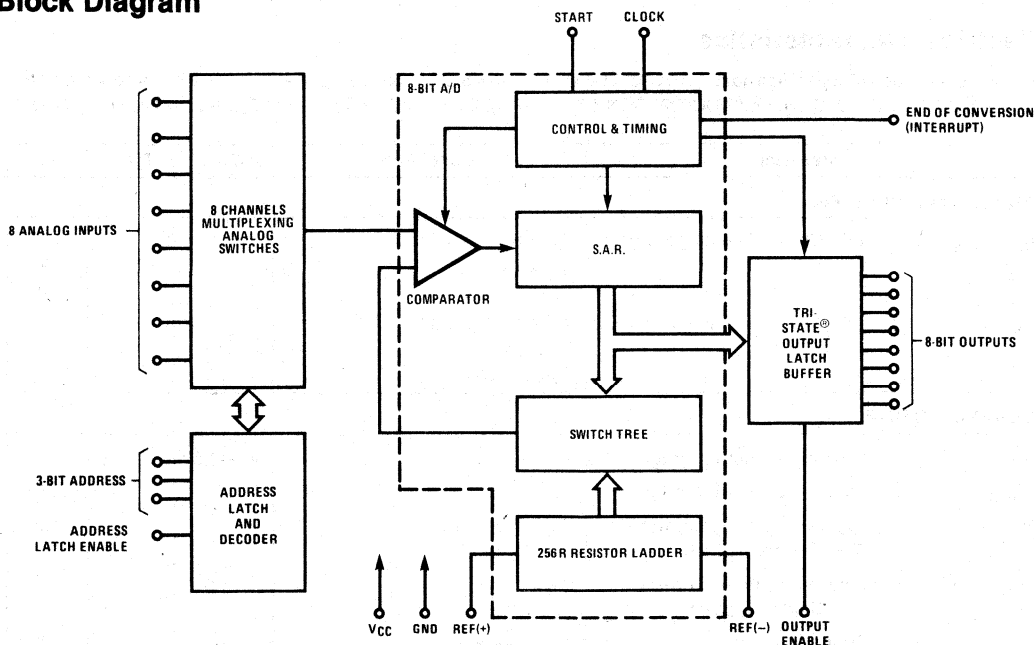 Block Diagram
START
CLOCK
8-BIT A/D
CONTROL & TIMING
END OF CONVERSION
(INTERRUPT)
8 ANALOG INPUTS
8 CHANNELS
MULTIPLEXING
ANALOG
SWITCHES
S.A.R.
COMPARATOR
TRI-
STATE®
OUTPUT
LATCH
BUFFER
8-BIT OUTPUTS
SWITCH TREE
3-BIT ADDRESS
ADDRESS
LATCH ENABLE
ADDRESS
LATCH
AND
DECODER
256R RESISTOR LADDER
VCC
GND
REF(+)
REF(−)
OUTPUT
ENABLE